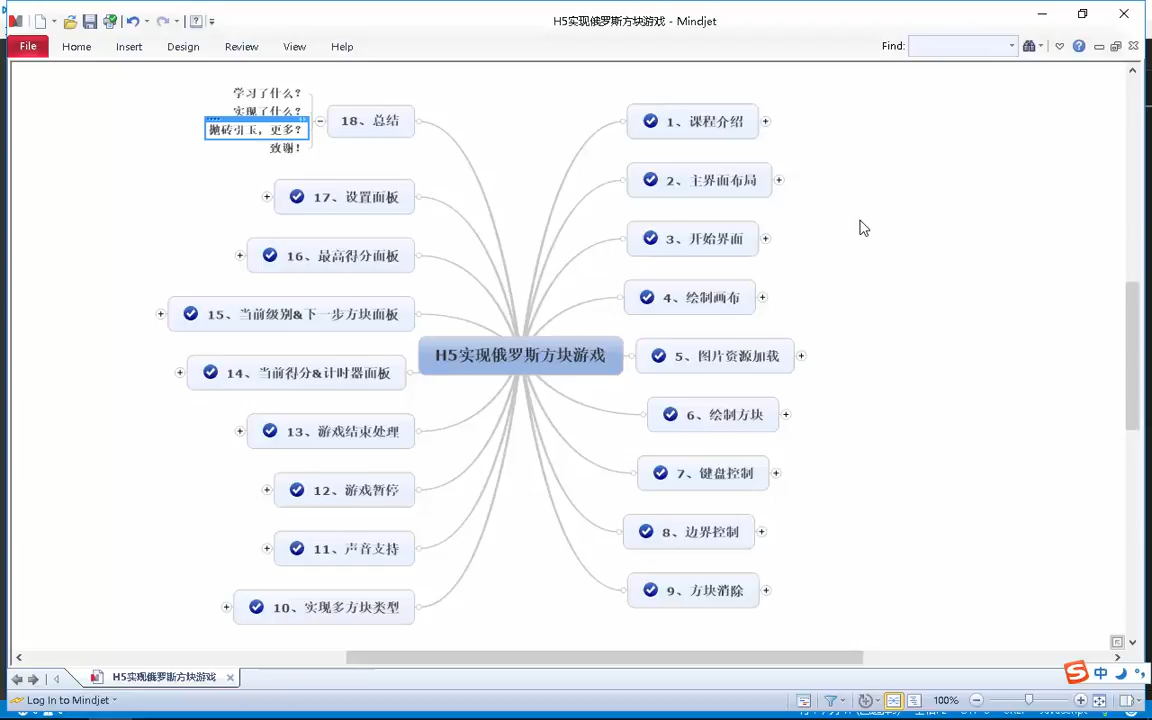 H5实现俄罗斯方块游戏 - Mindjet
File Home Insert Design Review View Help
Find:
学习了什么?
实现了什么?
抛砖引玉，更多?
致谢!
18、总结
17、设置面板
16、最高得分面板
15、当前级别&下一步方块面板
14、当前得分&计时器面板
13、游戏结束处理
12、游戏暂停
11、声音支持
10、实现多方块类型
H5实现俄罗斯方块游戏
1、课程介绍
2、主界面布局
3、开始界面
4、绘制画布
5、图片资源加载
6、绘制方块
7、键盘控制
8、边界控制
9、方块消除
H5实现俄罗斯方块游戏
中
Log In to Mindjet
100%